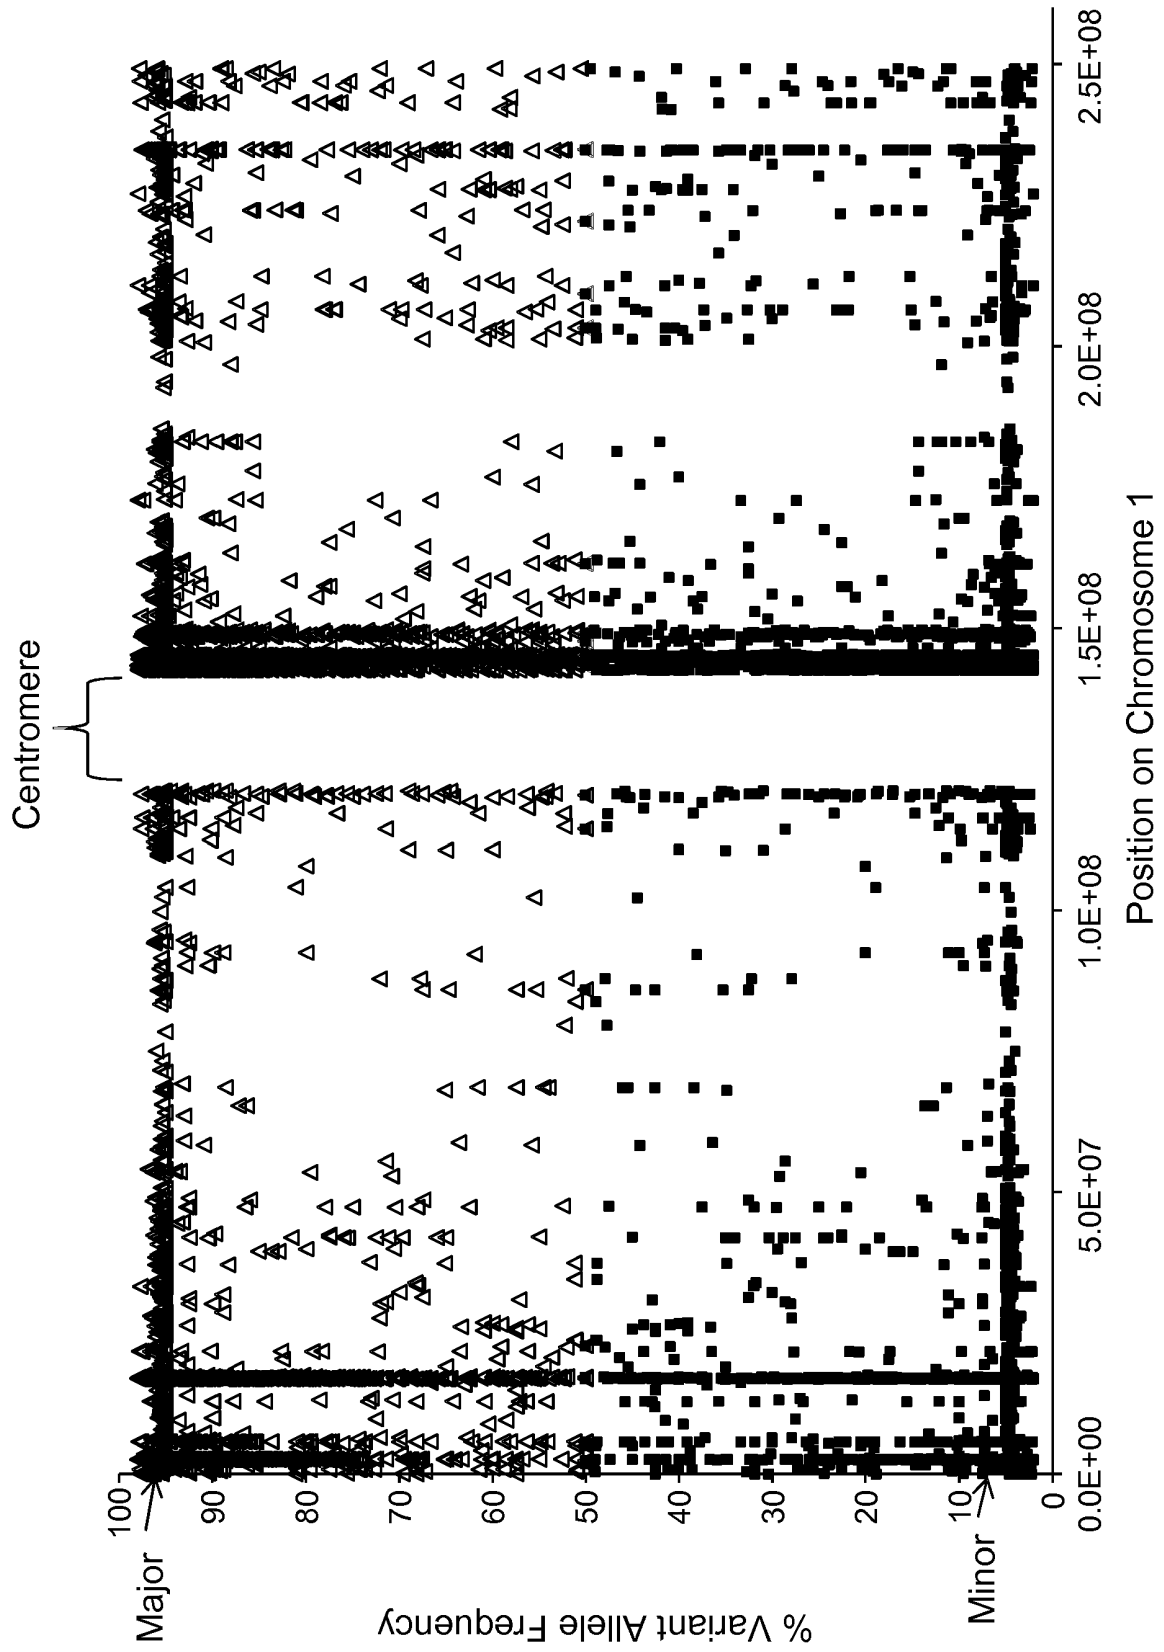 Centromere
Major
Minor
% Variant Allele Frequency
100
90
80
70
60
50
40
30
20
10
0
0.0E+00
5.0E+07
1.0E+08
1.5E+08
2.0E+08
2.5E+08
Position on Chromosome 1